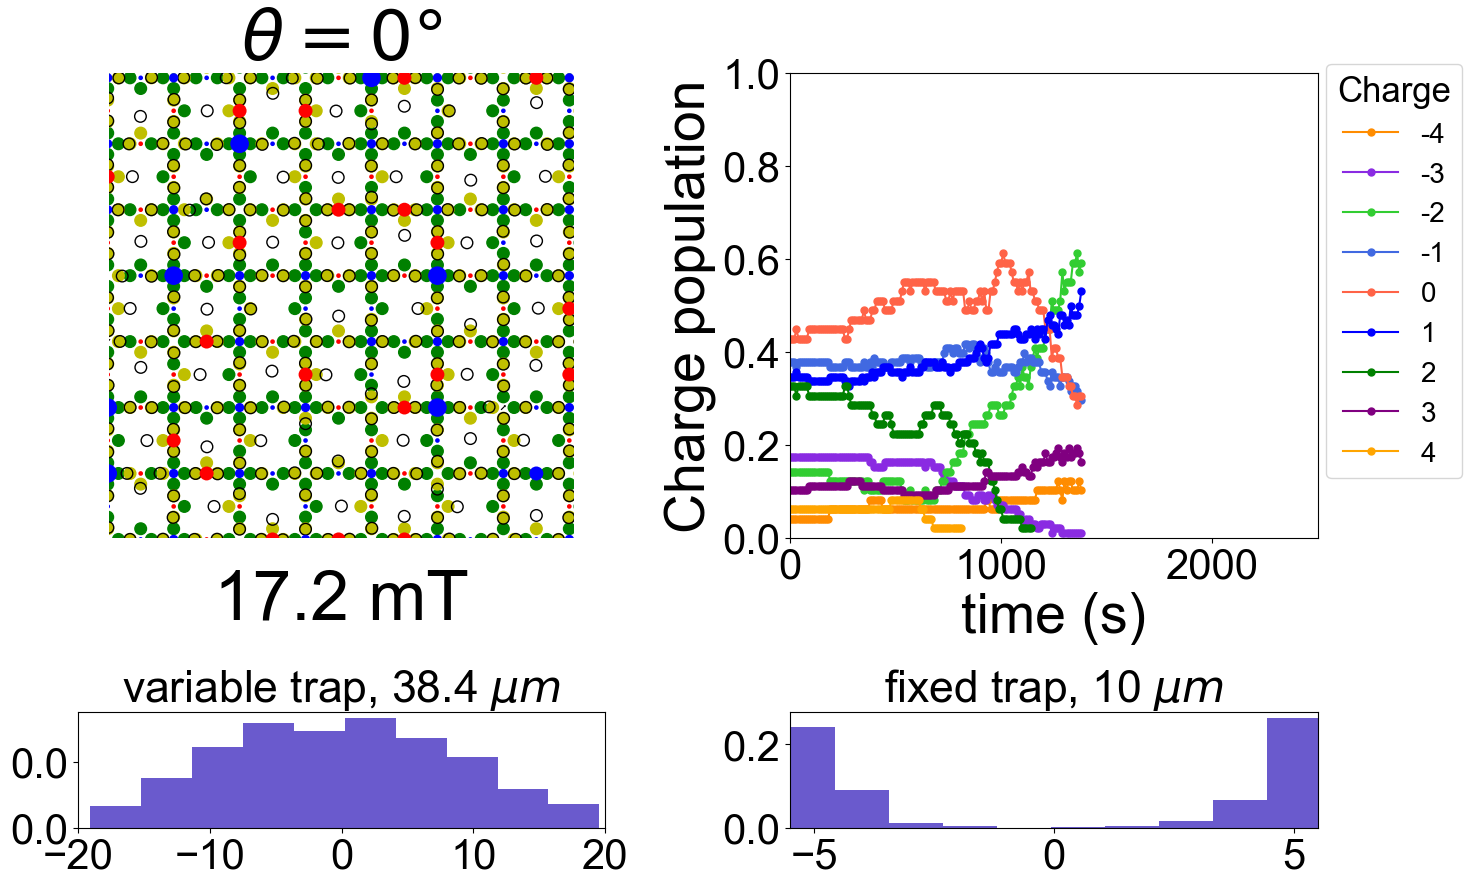 θ = 0°
17.2 mT
Charge population
1.0
0.8
0.6
0.4
0.2
0.0
0 1000 2000
time (s)
Charge
-4
-3
-2
-1
0
1
2
3
4
variable trap, 38.4 μm
0.0
0.0
−20 −10 0 10 20
fixed trap, 10 μm
0.2
0.0
−5 0 5